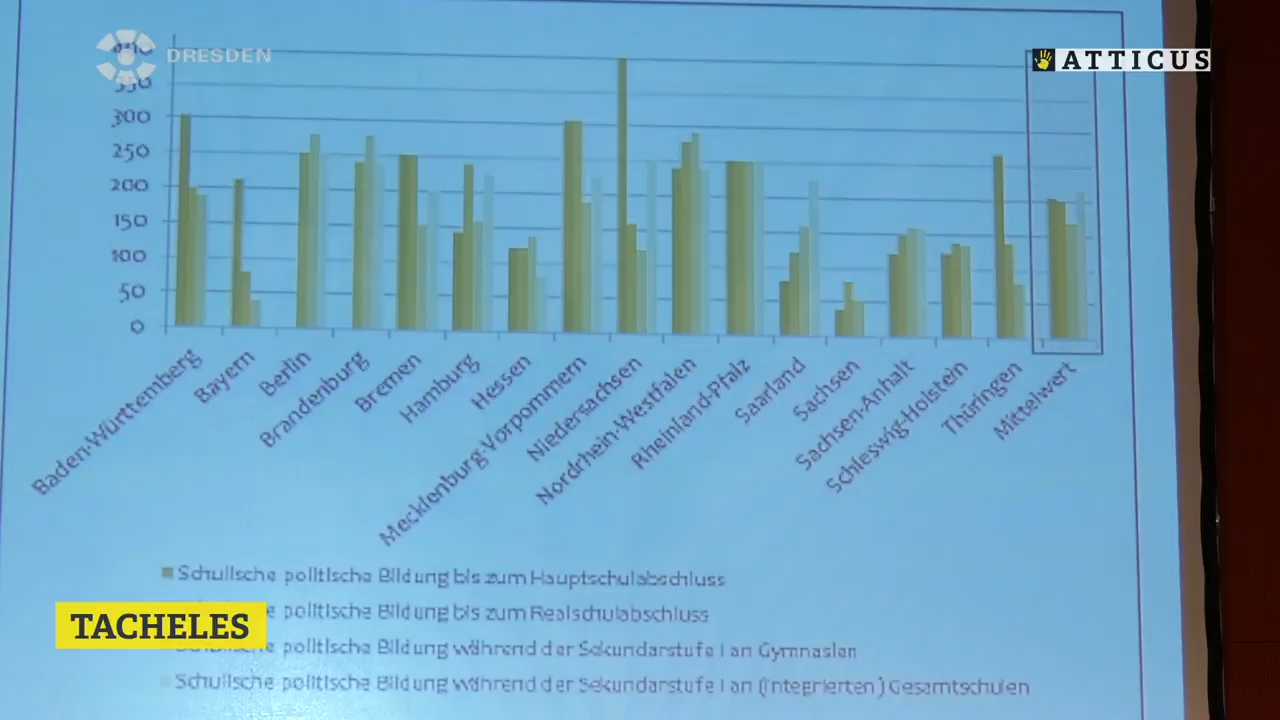 DRESDEN
ATTICUS
300
250
200
150
100
50
0
Baden-Württemberg
Bayern
Berlin
Brandenburg
Bremen
Hamburg
Hessen
Mecklenburg-Vorpommern
Niedersachsen
Nordrhein-Westfalen
Rheinland-Pfalz
Saarland
Sachsen
Sachsen-Anhalt
Schleswig-Holstein
Thüringen
Mittelwert
Schulische politische Bildung bis zum Hauptschulabschluss
politische Bildung bis zum Realschulabschluss
TACHELES
politische Bildung während der Sekundarstufe I an Gymnasien
Schulische politische Bildung während der Sekundarstufe I an (integrierten) Gesamtschulen